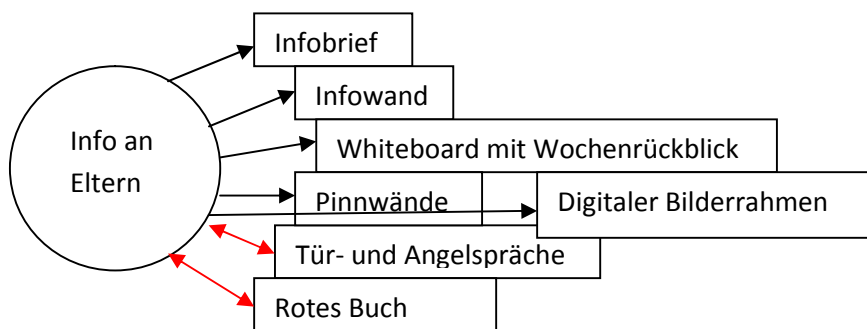 Infobrief
Infowand
Info an
Eltern
Whiteboard mit Wochenrückblick
Pinnwände
Digitaler Bilderrahmen
Tür- und Angelspräche
Rotes Buch